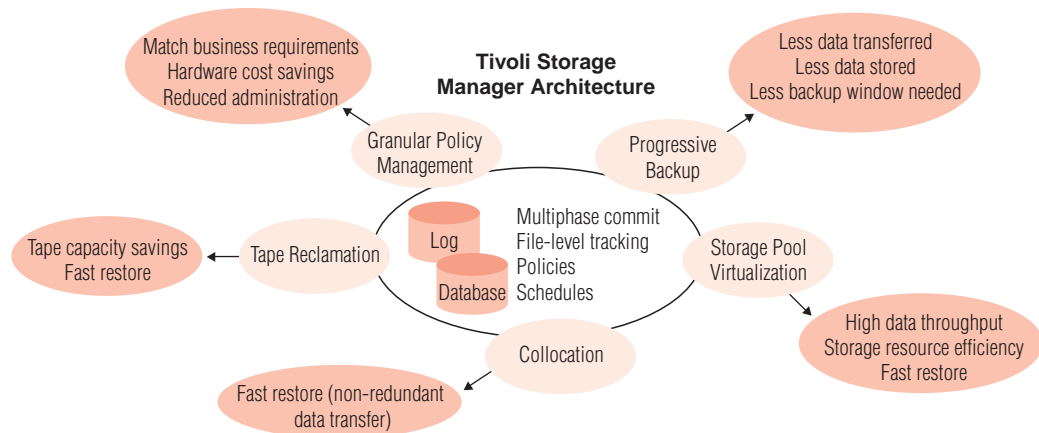 Tivoli Storage
Manager Architecture
Match business requirements
Hardware cost savings
Reduced administration
Less data transferred
Less data stored
Less backup window needed
Granular Policy
Management
Progressive
Backup
Tape capacity savings
Fast restore
Tape Reclamation
Log
Database
Multiphase commit
File-level tracking
Policies
Schedules
Storage Pool
Virtualization
High data throughput
Storage resource efficiency
Fast restore
Collocation
Fast restore (non-redundant
data transfer)